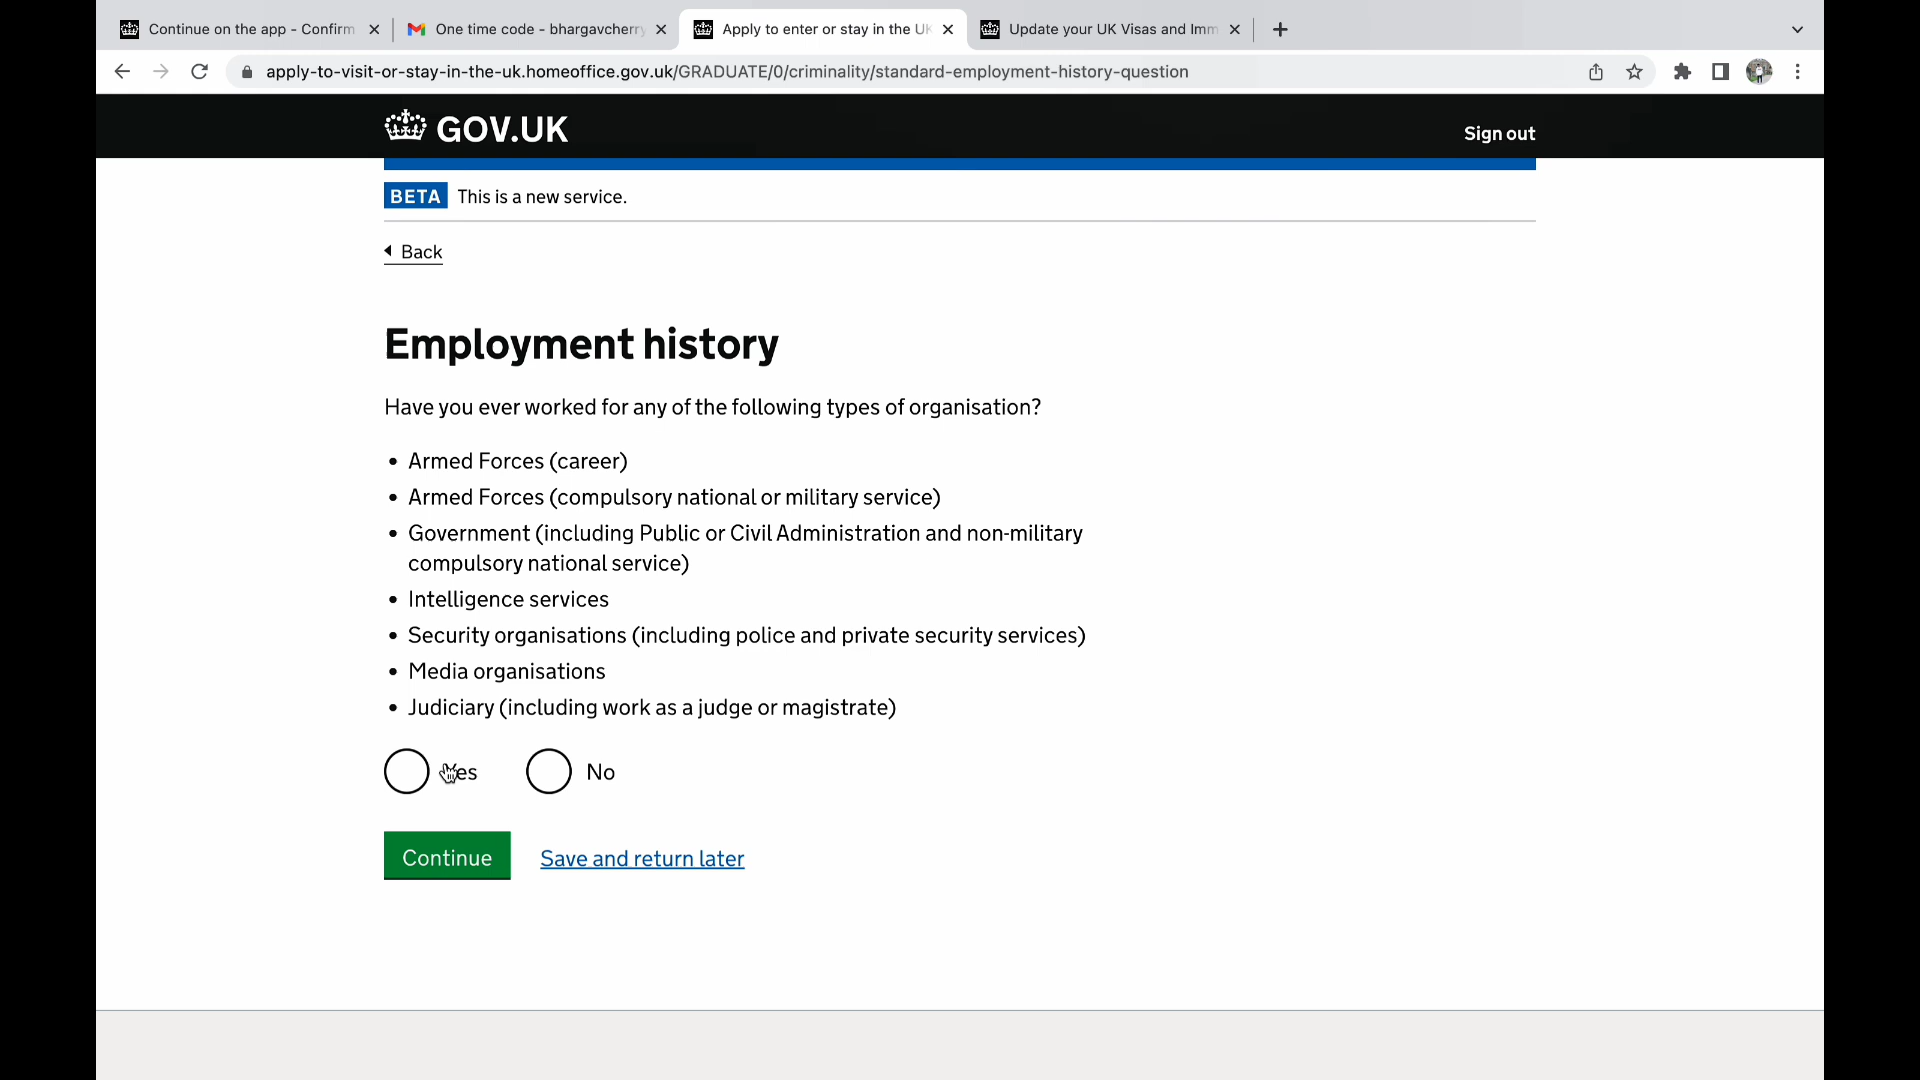 Continue on the app - Confirm
One time code - bhargavcherry
Apply to enter or stay in the UK
Update your UK Visas and Imm
apply-to-visit-or-stay-in-the-uk.homeoffice.gov.uk/GRADUATE/0/criminality/standard-employment-history-question
GOV.UK
Sign out
BETA This is a new service.
Back
Employment history
Have you ever worked for any of the following types of organisation?
• Armed Forces (career)
• Armed Forces (compulsory national or military service)
• Government (including Public or Civil Administration and non-military
compulsory national service)
• Intelligence services
• Security organisations (including police and private security services)
• Media organisations
• Judiciary (including work as a judge or magistrate)
Yes No
Continue Save and return later